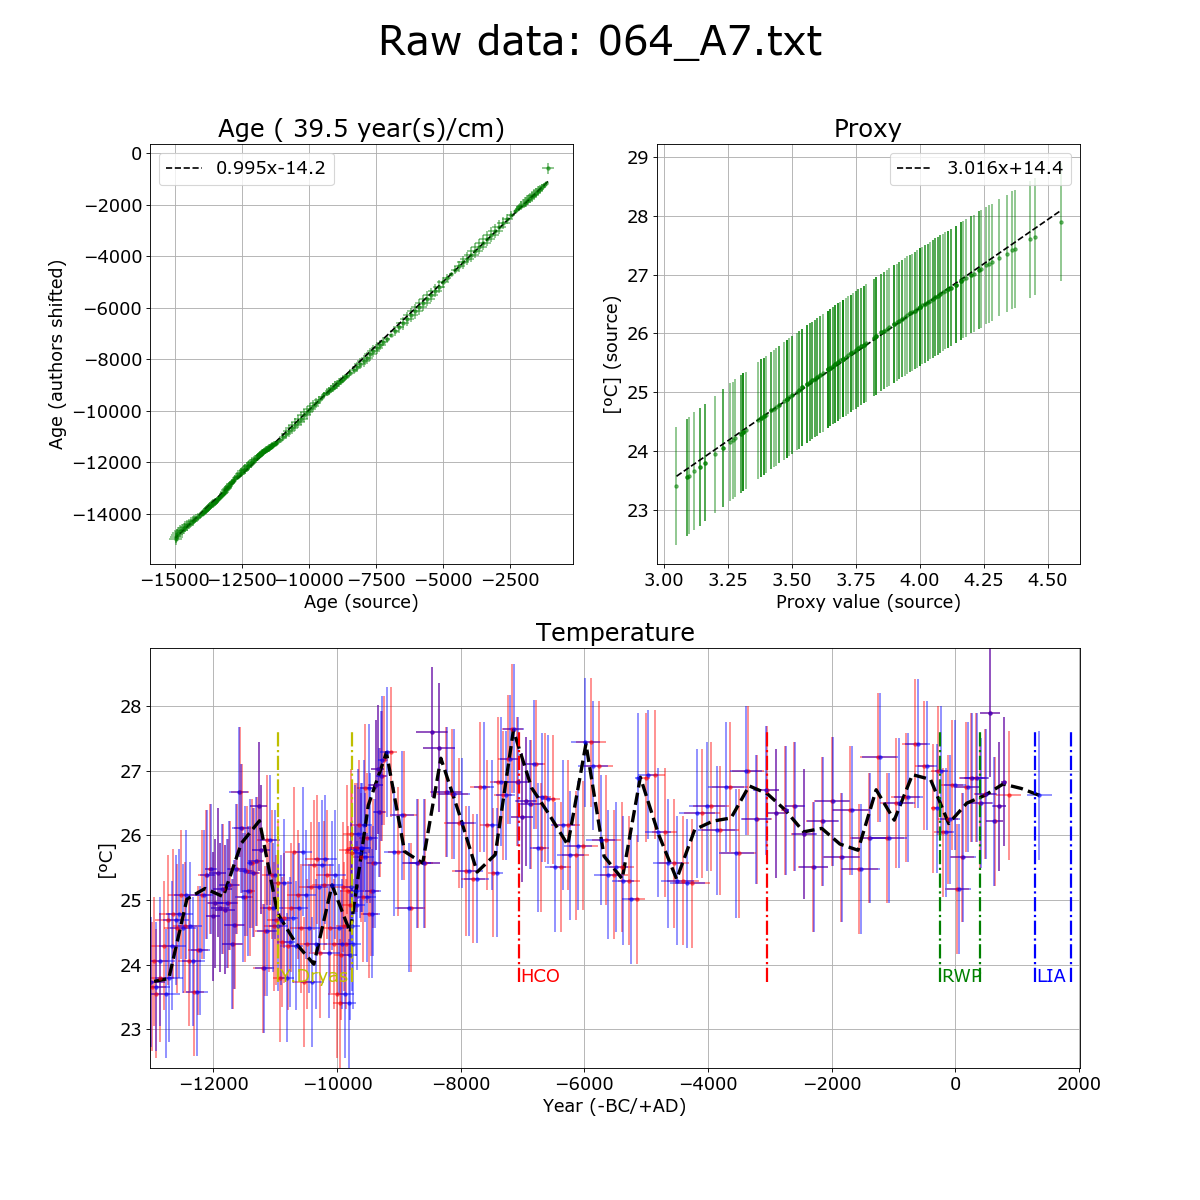 Raw data: 064_A7.txt
Age ( 39.5 year(s)/cm)
Proxy
0.995x-14.2
3.016x+14.4
0
−2000
−4000
−6000
−8000
−10000
−12000
−14000
Age (authors shifted)
−15000
−12500
−10000
−7500
−5000
−2500
Age (source)
29
28
27
26
25
24
23
[ºC] (source)
3.00
3.25
3.50
3.75
4.00
4.25
4.50
Proxy value (source)
Temperature
28
27
26
25
24
23
[ºC]
Y.Dryas
HCO
RWP
LIA
−12000
−10000
−8000
−6000
−4000
−2000
0
2000
Year (-BC/+AD)